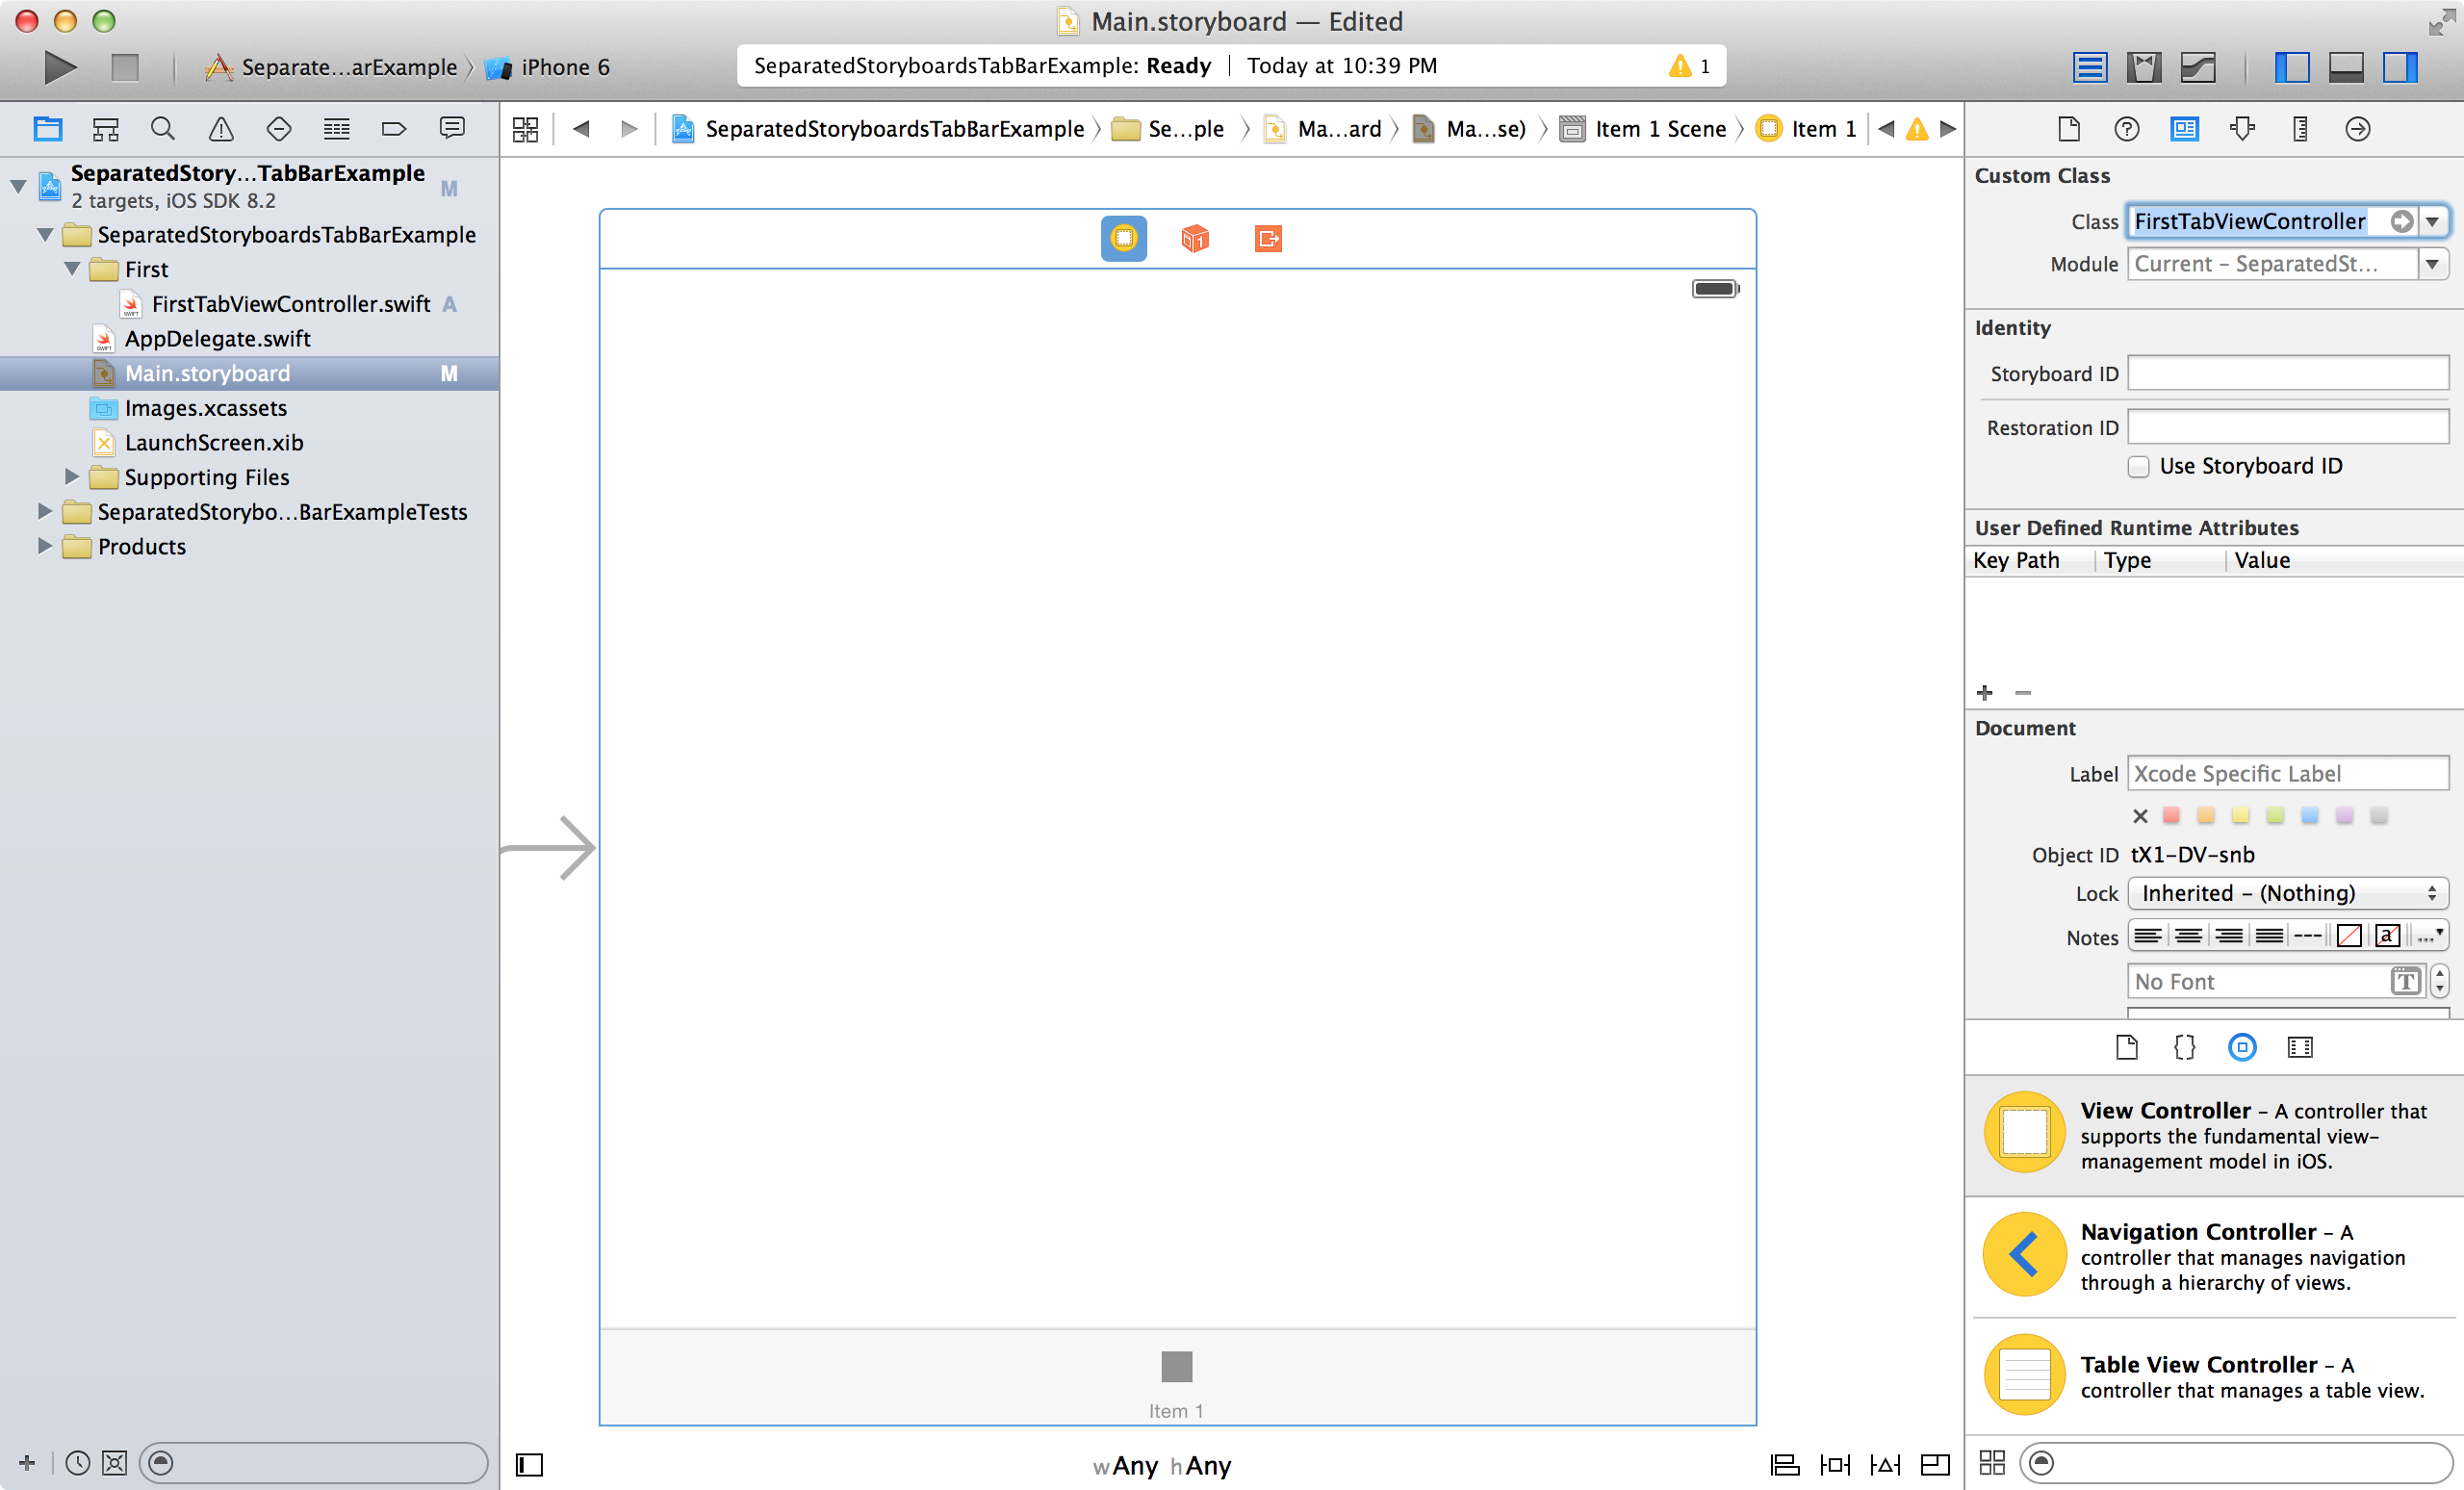 Main.storyboard — Edited
Separate...arExample
iPhone 6
SeparatedStoryboardsTabBarExample: Ready | Today at 10:39 PM
1
SeparatedStoryboardsTabBarExample
Se...ple
Ma...ard
Ma...se)
Item 1 Scene
Item 1
SeparatedStory...TabBarExample
M
2 targets, iOS SDK 8.2
SeparatedStoryboardsTabBarExample
First
FirstTabViewController.swift
A
AppDelegate.swift
Main.storyboard
M
Images.xcassets
LaunchScreen.xib
Supporting Files
SeparatedStorybo...BarExampleTests
Products
Item 1
wAny hAny
Custom Class
Class FirstTabViewController
Module Current – SeparatedSt...
Identity
Storyboard ID
Restoration ID
Use Storyboard ID
User Defined Runtime Attributes
Key Path Type Value
Document
Label Xcode Specific Label
Object ID tX1-DV-snb
Lock Inherited – (Nothing)
Notes
No Font
View Controller – A controller that
supports the fundamental view-
management model in iOS.
Navigation Controller – A
controller that manages navigation
through a hierarchy of views.
Table View Controller – A
controller that manages a table view.